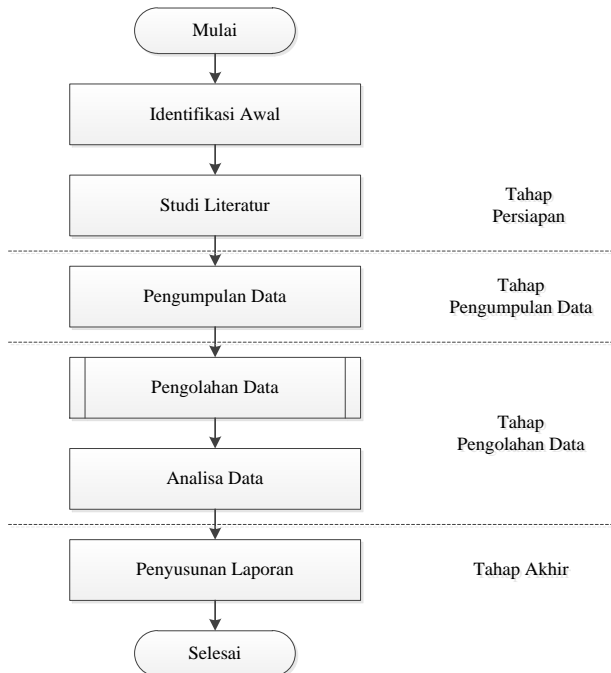 Mulai
Identifikasi Awal
Studi Literatur
Tahap
Persiapan
Pengumpulan Data
Tahap
Pengumpulan Data
Pengolahan Data
Tahap
Pengolahan Data
Analisa Data
Penyusunan Laporan
Tahap Akhir
Selesai